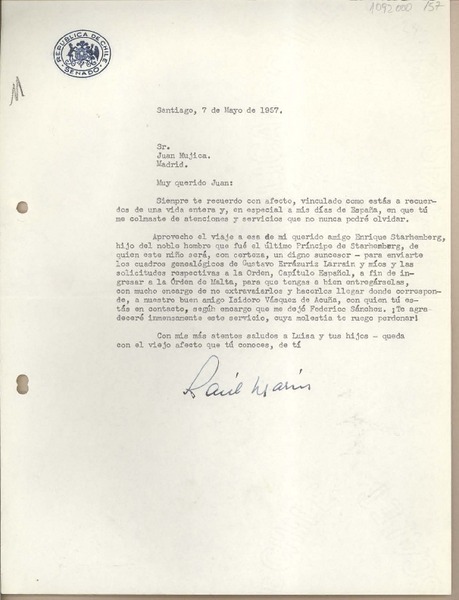 1092000 157
REPUBLICA DE CHILE
SENADO
Santiago, 7 de Mayo de 1957.
Sr.
Juan Mujica.
Madrid.
Muy querido Juan:
Siempre te recuerdo con afecto, vinculado como estás a recuer-
dos de una vida entera y, en especial a mis días de España, en que tú
me colmaste de atenciones y servicios que no nunca podré olvidar.
Aprovecho el viaje a esa de mi querido amigo Enrique Starhemberg,
hijo del noble hombre que fué el último Príncipe de Starhemberg, de
quien este niño será, con certeza, un digno suncesor - para enviarte
los cuadros genealógicos de Gustavo Errázuriz Larraín y míos y las
solicitudes respectivas a la Orden, Capítulo Español, a fin de in-
gresar a la Órden de Malta, para que tengas a bien entregárselas,
con mucho encargo de no extraviarlos y hacerlos llegar donde correspon-
de, a nuestro buen amigo Isidoro Vásquez de Acuña, con quien tú es-
tás en contacto, según encargo que me dejó Federico Sánchez. ¡Te agra-
deceré inmensamente este servicio, cuya molestia te ruego perdonar!
Con mis más atentos saludos a Luisa y tus hijos - queda
con el viejo afecto que tú conoces, de tí
Raúl Marín